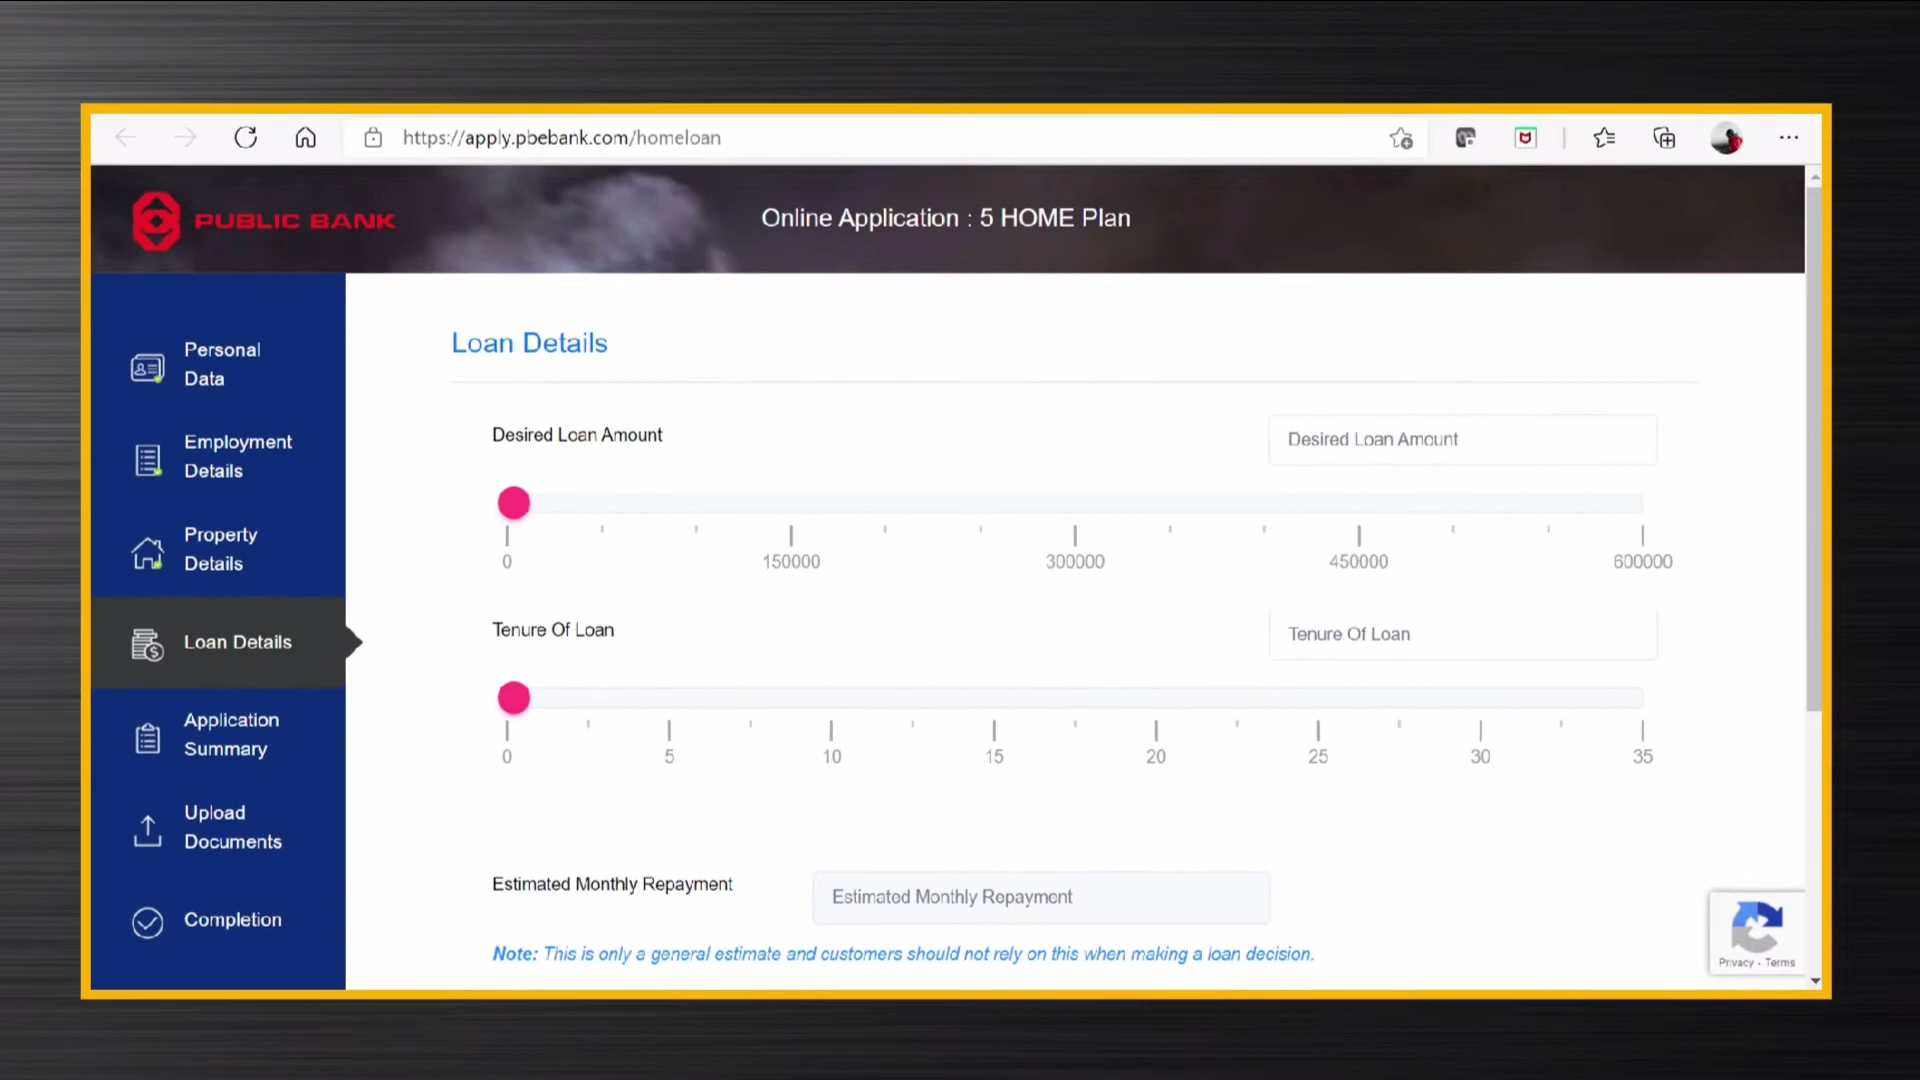 https://apply.pbebank.com/homeloan
PUBLIC BANK
Online Application : 5 HOME Plan
Personal
Data
Employment
Details
Property
Details
Loan Details
Application
Summary
Upload
Documents
Completion
Loan Details
Desired Loan Amount
Desired Loan Amount
0 150000 300000 450000 600000
Tenure Of Loan
Tenure Of Loan
0 5 10 15 20 25 30 35
Estimated Monthly Repayment
Estimated Monthly Repayment
Note: This is only a general estimate and customers should not rely on this when making a loan decision.
Privacy - Terms